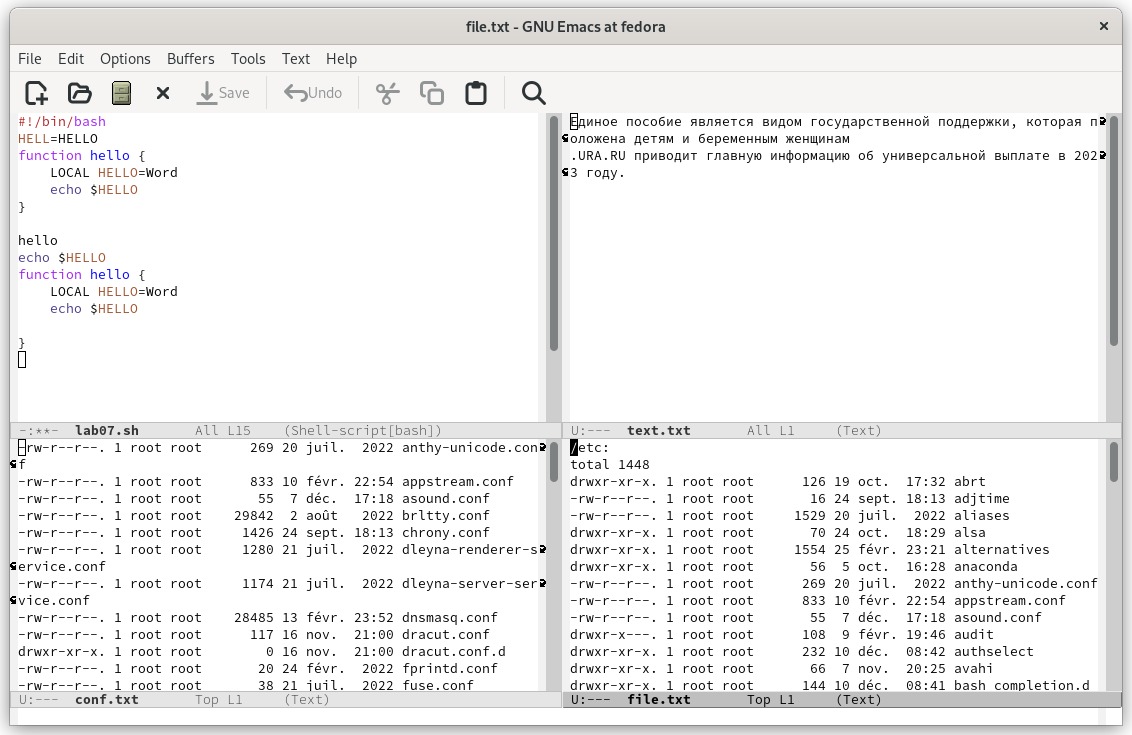 file.txt - GNU Emacs at fedora
File Edit Options Buffers Tools Text Help
Save Undo
#!/bin/bash
HELL=HELLO
function hello {
    LOCAL HELLO=Word
    echo $HELLO
}
hello
echo $HELLO
function hello {
    LOCAL HELLO=Word
    echo $HELLO
}
-:**-  lab07.sh       All L15    (Shell-script[bash])
Единое пособие является видом государственной поддержки, которая п
оложена детям и беременным женщинам
.URA.RU приводит главную информацию об универсальной выплате в 202
3 году.
U:---  text.txt       All L1     (Text)
-rw-r--r--. 1 root root      269 20 juil.  2022 anthy-unicode.con
f
-rw-r--r--. 1 root root      833 10 févr. 22:54 appstream.conf
-rw-r--r--. 1 root root       55  7 déc.  17:18 asound.conf
-rw-r--r--. 1 root root    29842  2 août   2022 brltty.conf
-rw-r--r--. 1 root root     1426 24 sept. 18:13 chrony.conf
-rw-r--r--. 1 root root     1280 21 juil.  2022 dleyna-renderer-s
ervice.conf
-rw-r--r--. 1 root root     1174 21 juil.  2022 dleyna-server-ser
vice.conf
-rw-r--r--. 1 root root    28485 13 févr. 23:52 dnsmasq.conf
-rw-r--r--. 1 root root      117 16 nov.  21:00 dracut.conf
drwxr-xr-x. 1 root root        0 16 nov.  21:00 dracut.conf.d
-rw-r--r--. 1 root root       20 24 févr.  2022 fprintd.conf
-rw-r--r--. 1 root root       38 21 juil.  2022 fuse.conf
U:---  conf.txt       Top L1     (Text)
/etc:
total 1448
drwxr-xr-x. 1 root root      126 19 oct.  17:32 abrt
-rw-r--r--. 1 root root       16 24 sept. 18:13 adjtime
-rw-r--r--. 1 root root     1529 20 juil.  2022 aliases
drwxr-xr-x. 1 root root       70 24 oct.  18:29 alsa
drwxr-xr-x. 1 root root     1554 25 févr. 23:21 alternatives
drwxr-xr-x. 1 root root       56  5 oct.  16:28 anaconda
-rw-r--r--. 1 root root      269 20 juil.  2022 anthy-unicode.conf
-rw-r--r--. 1 root root      833 10 févr. 22:54 appstream.conf
-rw-r--r--. 1 root root       55  7 déc.  17:18 asound.conf
drwxr-x---. 1 root root      108  9 févr. 19:46 audit
drwxr-xr-x. 1 root root      232 10 déc.  08:42 authselect
drwxr-xr-x. 1 root root       66  7 nov.  20:25 avahi
drwxr-xr-x. 1 root root      144 10 déc.  08:41 bash_completion.d
U:---  file.txt       Top L1     (Text)